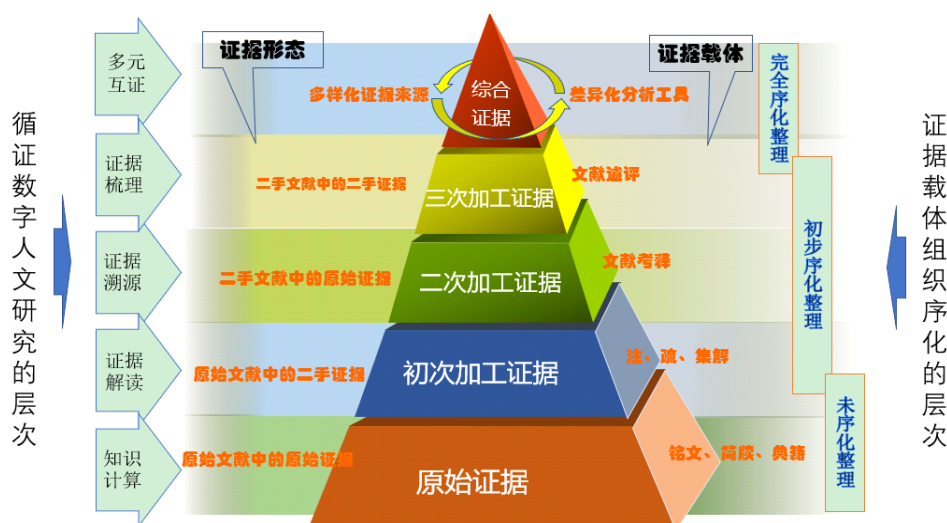 循证数字人文研究的层次
多元
互证
证据
梳理
证据
溯源
证据
解读
知识
计算
证据形态
证据载体
多样化证据来源
综合
证据
差异化分析工具
二手文献中的二手证据
三次加工证据
文献述评
二手文献中的原始证据
二次加工证据
文献考释
原始文献中的二手证据
初次加工证据
注、疏、集解
原始文献中的原始证据
原始证据
铭文、简牍、典籍
完全序化整理
初步序化整理
未序化整理
证据载体组织序化的层次